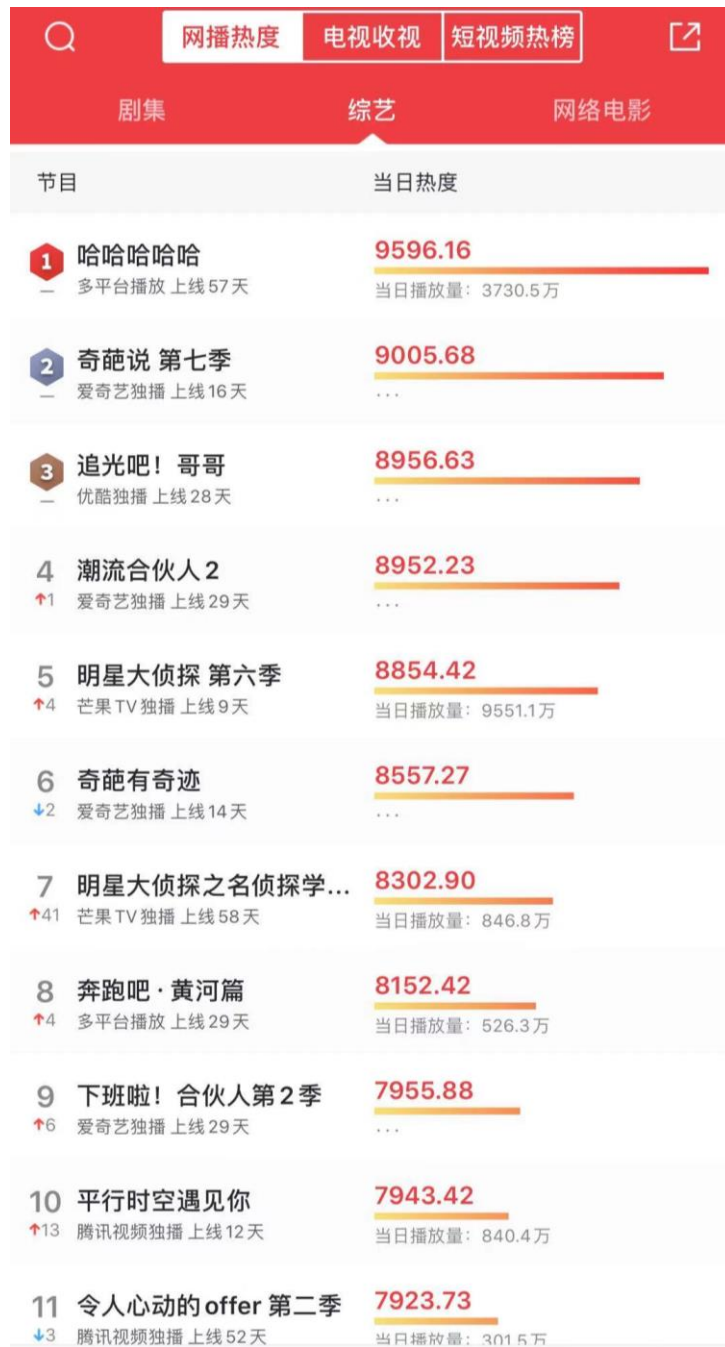 网播热度 电视收视 短视频热榜
剧集 综艺 网络电影
节目 当日热度
1 哈哈哈哈哈 9596.16
— 多平台播放 上线57天 当日播放量：3730.5万
2 奇葩说 第七季 9005.68
— 爱奇艺独播 上线16天 ...
3 追光吧！哥哥 8956.63
— 优酷独播 上线28天 ...
4 潮流合伙人2 8952.23
↑1 爱奇艺独播 上线29天 ...
5 明星大侦探 第六季 8854.42
↑4 芒果TV独播 上线9天 当日播放量：9551.1万
6 奇葩有奇迹 8557.27
↓2 爱奇艺独播 上线14天 ...
7 明星大侦探之名侦探学... 8302.90
↑41 芒果TV独播 上线58天 当日播放量：846.8万
8 奔跑吧·黄河篇 8152.42
↑4 多平台播放 上线29天 当日播放量：526.3万
9 下班啦！合伙人第2季 7955.88
↑6 爱奇艺独播 上线29天 ...
10 平行时空遇见你 7943.42
↑13 腾讯视频独播 上线12天 当日播放量：840.4万
11 令人心动的offer 第二季 7923.73
↓3 腾讯视频独播 上线52天 当日播放量：301.5万